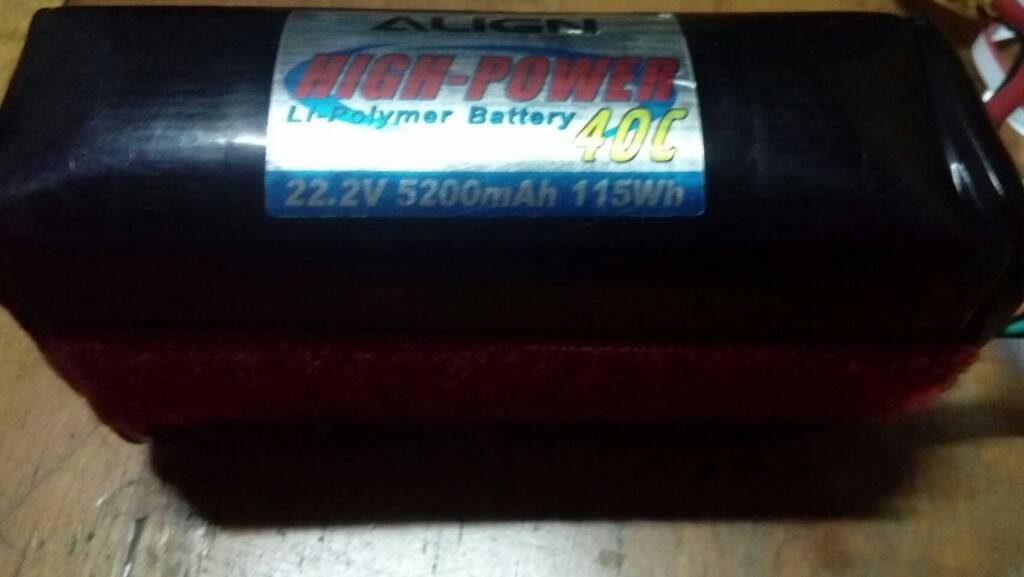 ALIGN
HIGH-POWER
Li-Polymer Battery
40C
22.2V 5200mAh 115Wh